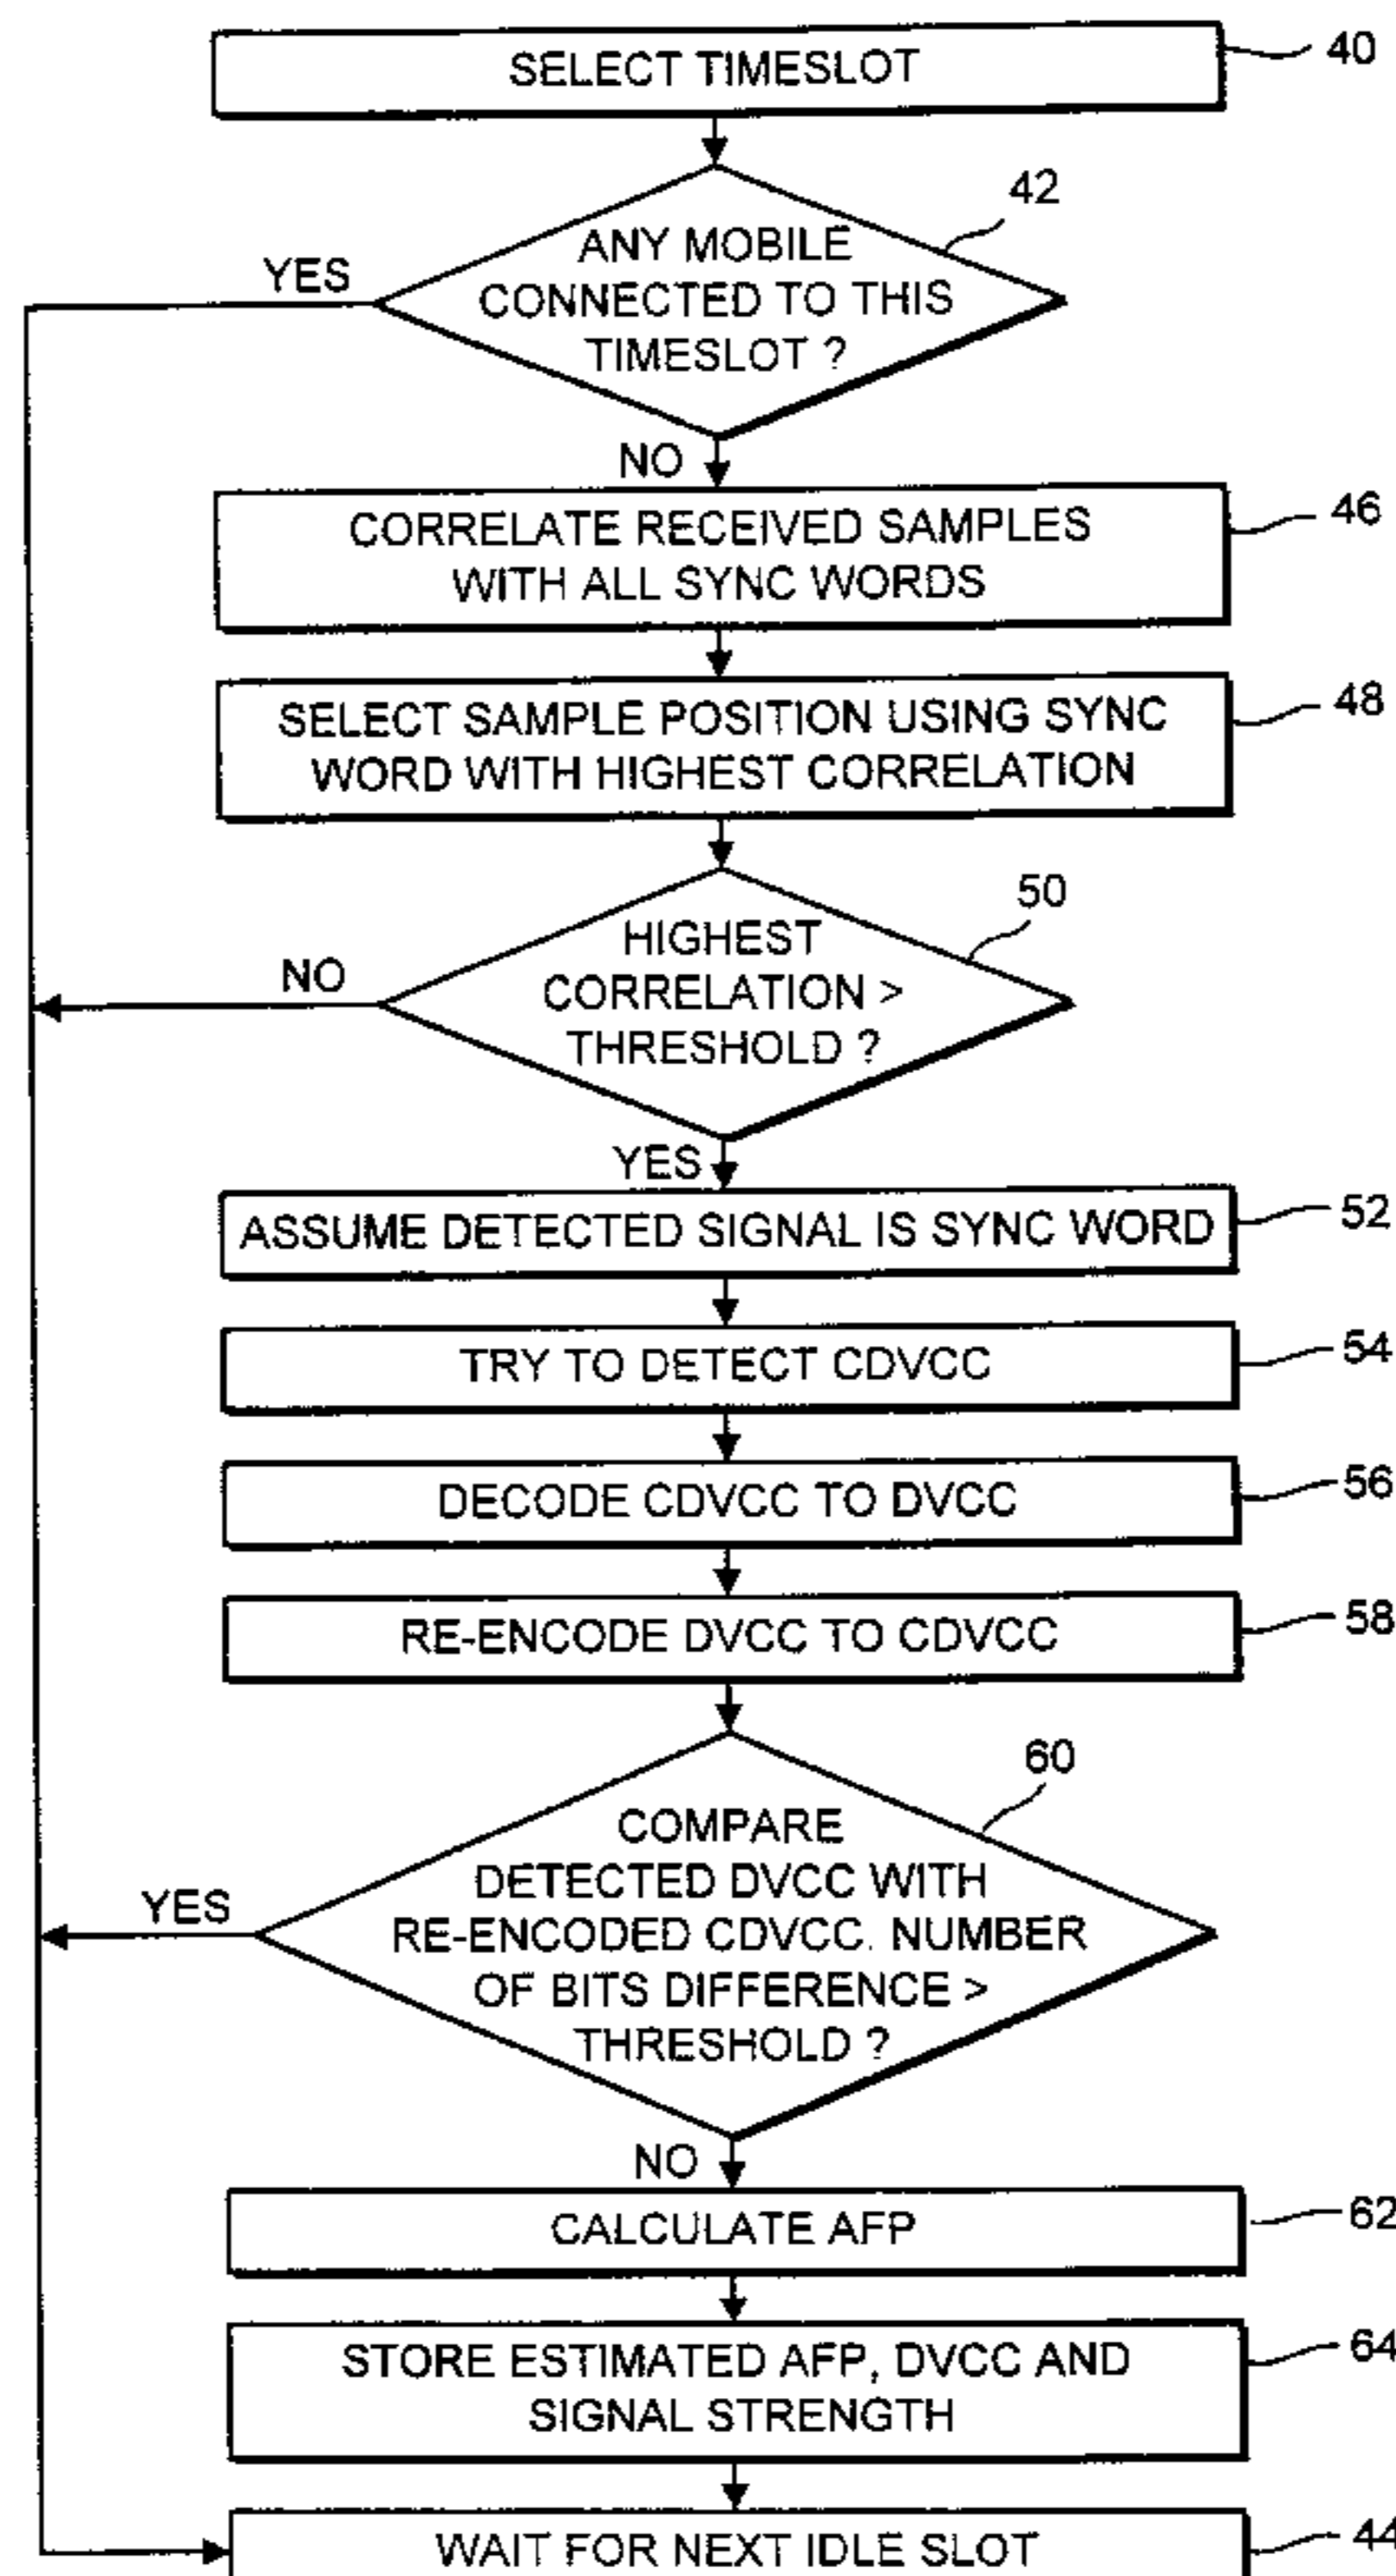 SELECT TIMESLOT
40
42
ANY MOBILE
CONNECTED TO THIS
TIMESLOT ?
YES
NO
CORRELATE RECEIVED SAMPLES
WITH ALL SYNC WORDS
46
SELECT SAMPLE POSITION USING SYNC
WORD WITH HIGHEST CORRELATION
48
50
HIGHEST
CORRELATION >
THRESHOLD ?
NO
YES
ASSUME DETECTED SIGNAL IS SYNC WORD
52
TRY TO DETECT CDVCC
54
DECODE CDVCC TO DVCC
56
RE-ENCODE DVCC TO CDVCC
58
60
COMPARE
DETECTED DVCC WITH
RE-ENCODED CDVCC. NUMBER
OF BITS DIFFERENCE >
THRESHOLD ?
YES
NO
CALCULATE AFP
62
STORE ESTIMATED AFP, DVCC AND
SIGNAL STRENGTH
64
WAIT FOR NEXT IDLE SLOT
44